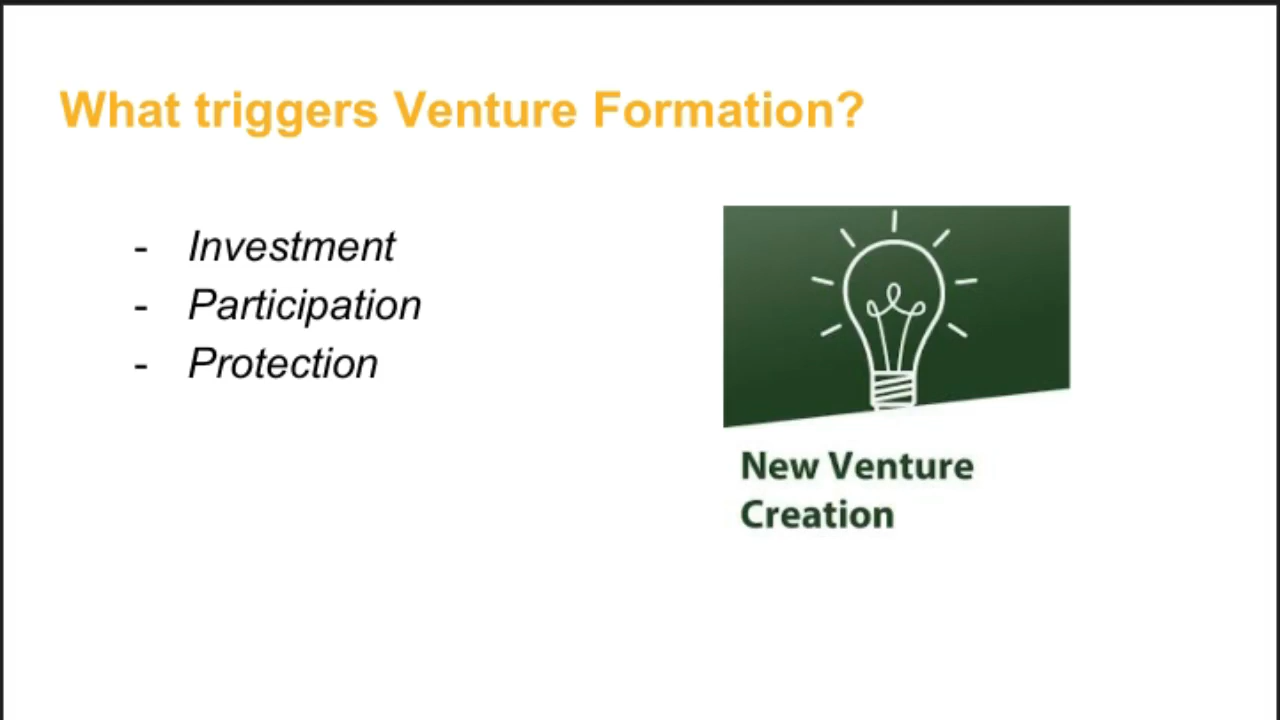 What triggers Venture Formation?
- Investment
- Participation
- Protection
New Venture
Creation